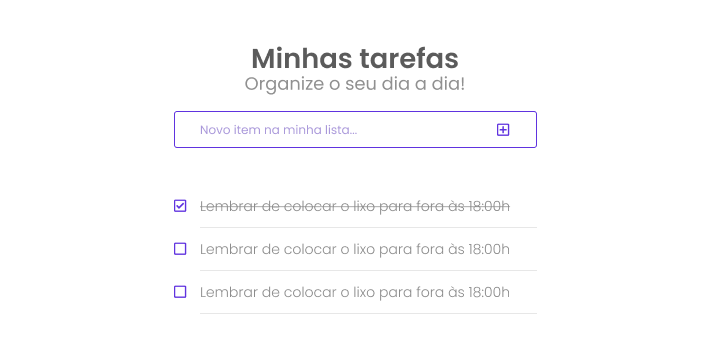 Minhas tarefas
Organize o seu dia a dia!
Novo item na minha lista...
Lembrar de colocar o lixo para fora às 18:00h
Lembrar de colocar o lixo para fora às 18:00h
Lembrar de colocar o lixo para fora às 18:00h